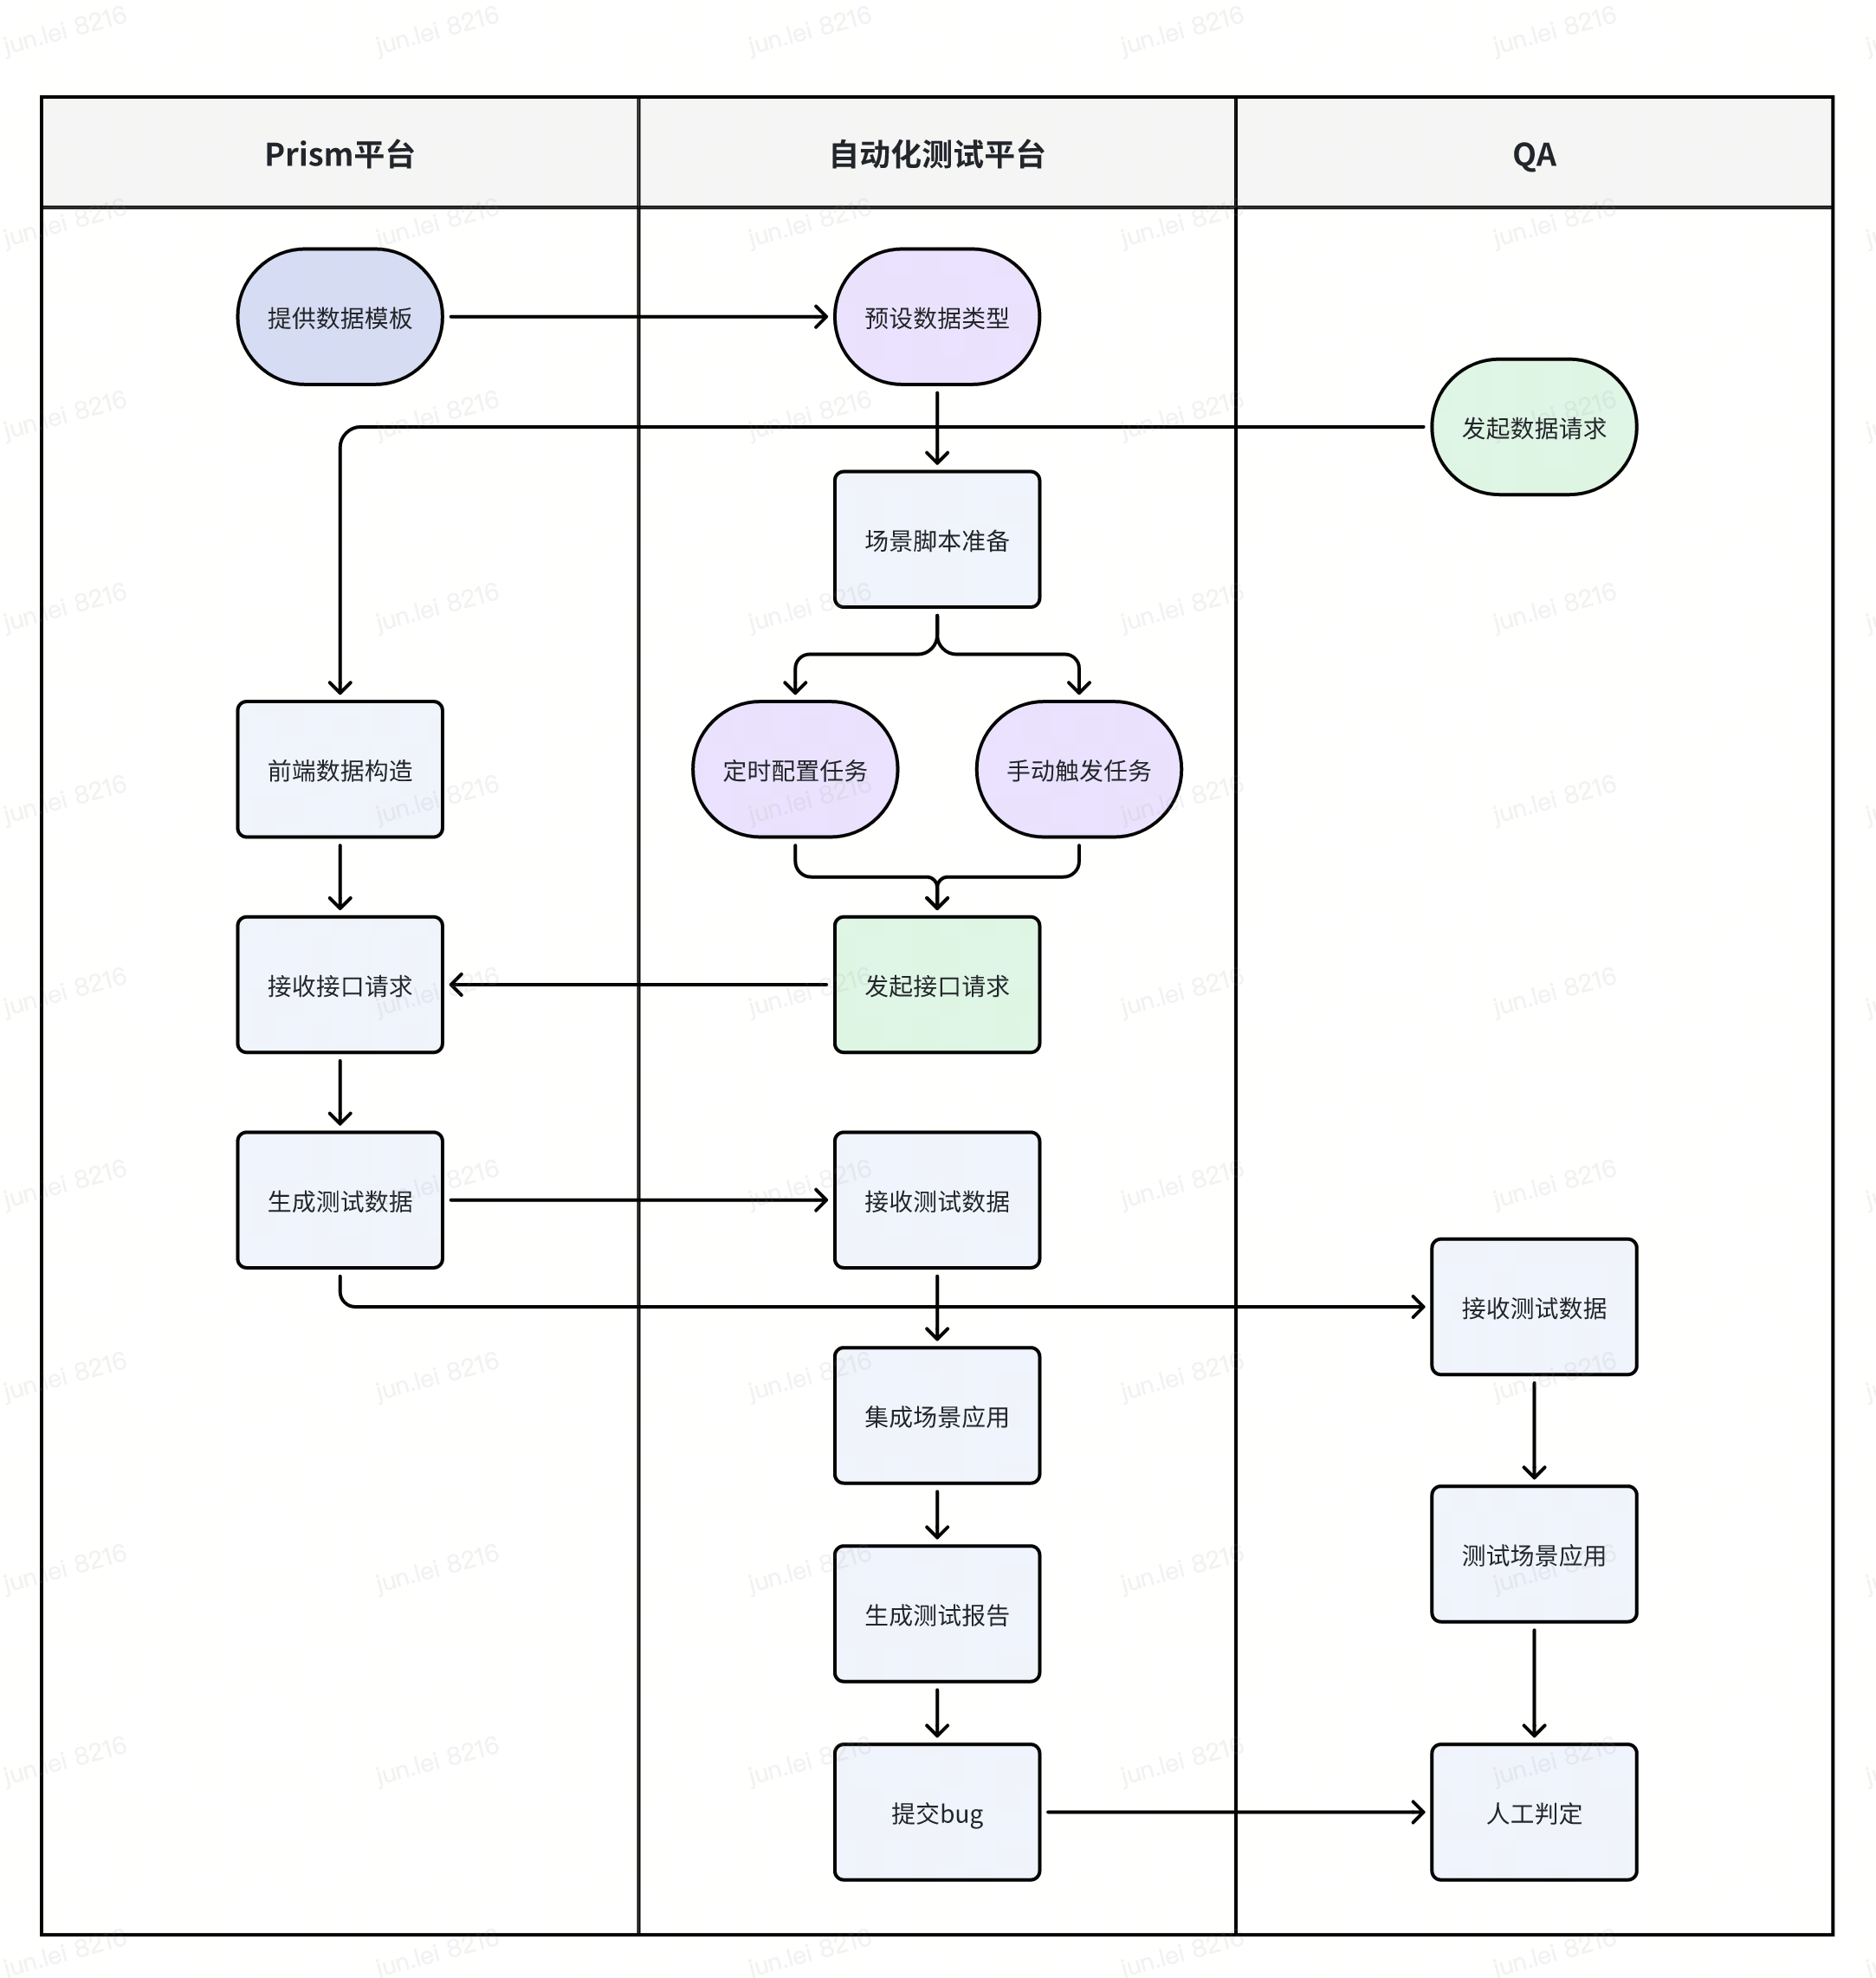 Prism平台
自动化测试平台
QA
提供数据模板
预设数据类型
发起数据请求
场景脚本准备
前端数据构造
定时配置任务
手动触发任务
接收接口请求
发起接口请求
生成测试数据
接收测试数据
接收测试数据
集成场景应用
测试场景应用
生成测试报告
提交bug
人工判定
jun.lei 8216